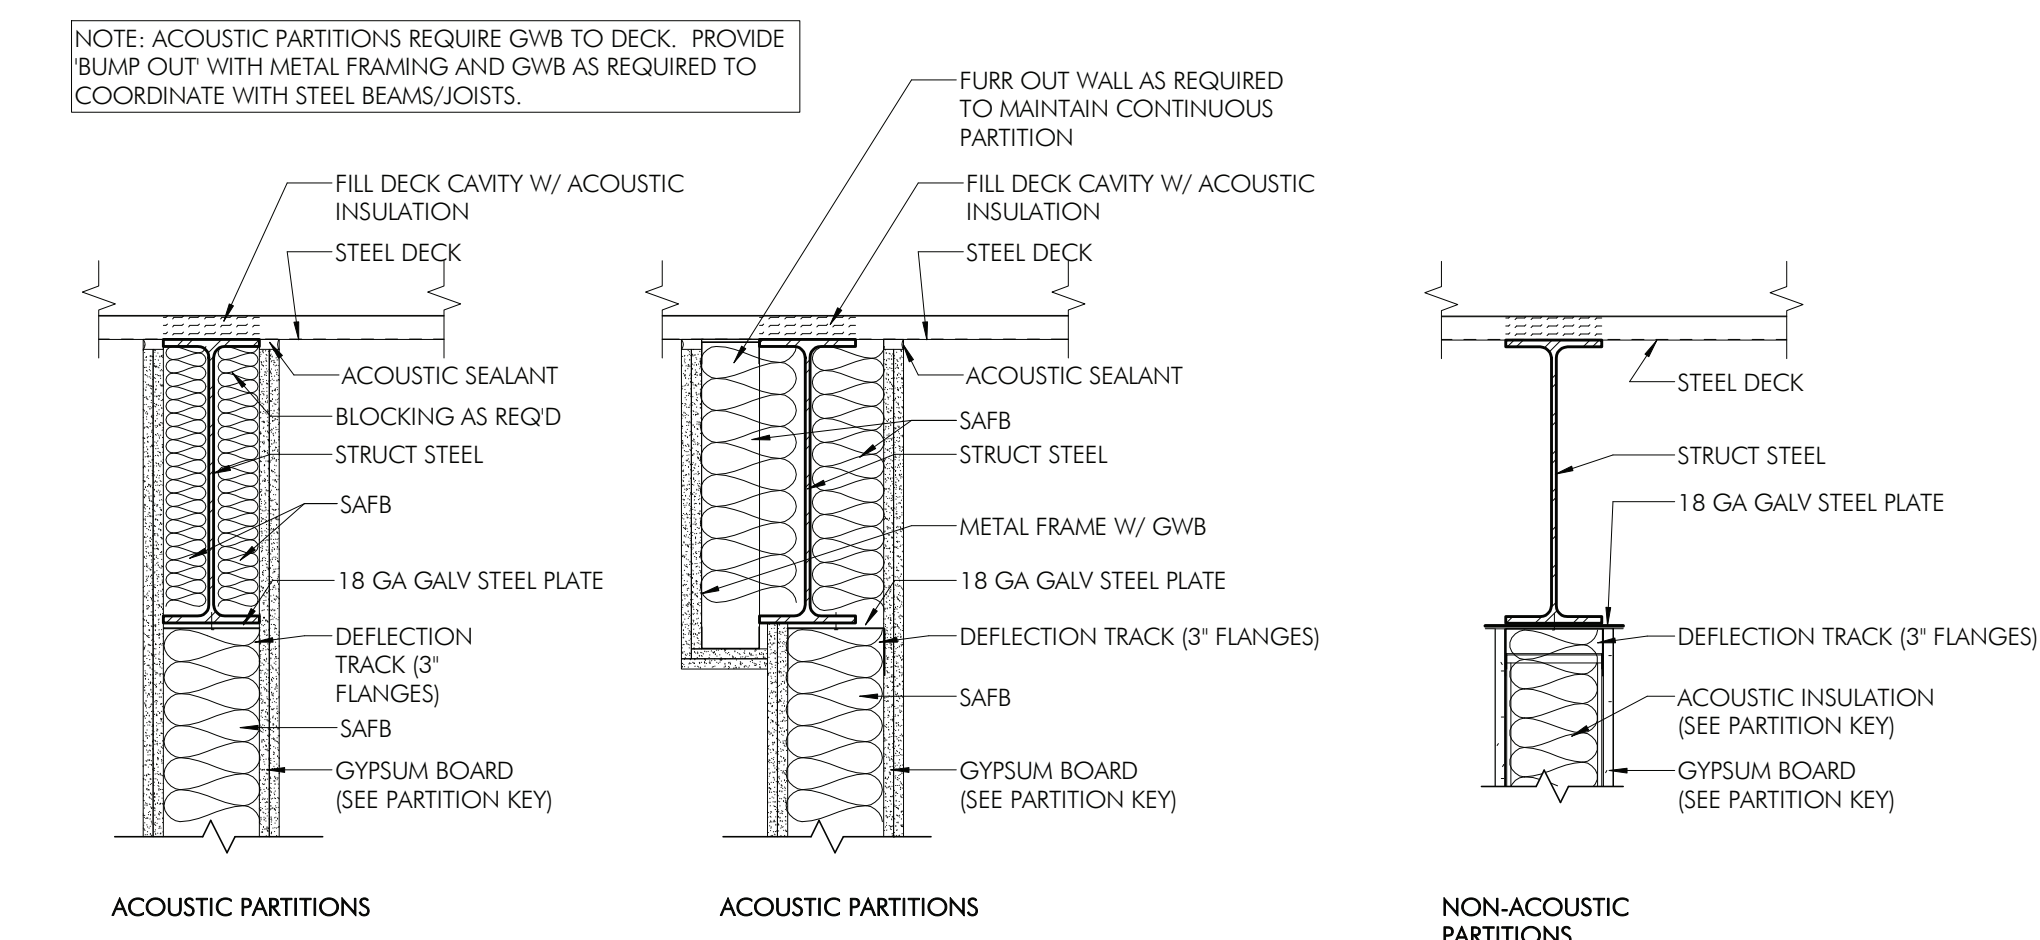 NOTE: ACOUSTIC PARTITIONS REQUIRE GWB TO DECK.  PROVIDE
'BUMP OUT' WITH METAL FRAMING AND GWB AS REQUIRED TO
COORDINATE WITH STEEL BEAMS/JOISTS.
FILL DECK CAVITY W/ ACOUSTIC
INSULATION
STEEL DECK
ACOUSTIC SEALANT
BLOCKING AS REQ'D
STRUCT STEEL
SAFB
18 GA GALV STEEL PLATE
DEFLECTION
TRACK (3"
FLANGES)
SAFB
GYPSUM BOARD
(SEE PARTITION KEY)
ACOUSTIC PARTITIONS
FURR OUT WALL AS REQUIRED
TO MAINTAIN CONTINUOUS
PARTITION
FILL DECK CAVITY W/ ACOUSTIC
INSULATION
STEEL DECK
ACOUSTIC SEALANT
SAFB
STRUCT STEEL
METAL FRAME W/ GWB
18 GA GALV STEEL PLATE
DEFLECTION TRACK (3" FLANGES)
SAFB
GYPSUM BOARD
(SEE PARTITION KEY)
ACOUSTIC PARTITIONS
STEEL DECK
STRUCT STEEL
18 GA GALV STEEL PLATE
DEFLECTION TRACK (3" FLANGES)
ACOUSTIC INSULATION
(SEE PARTITION KEY)
GYPSUM BOARD
(SEE PARTITION KEY)
NON-ACOUSTIC
PARTITIONS